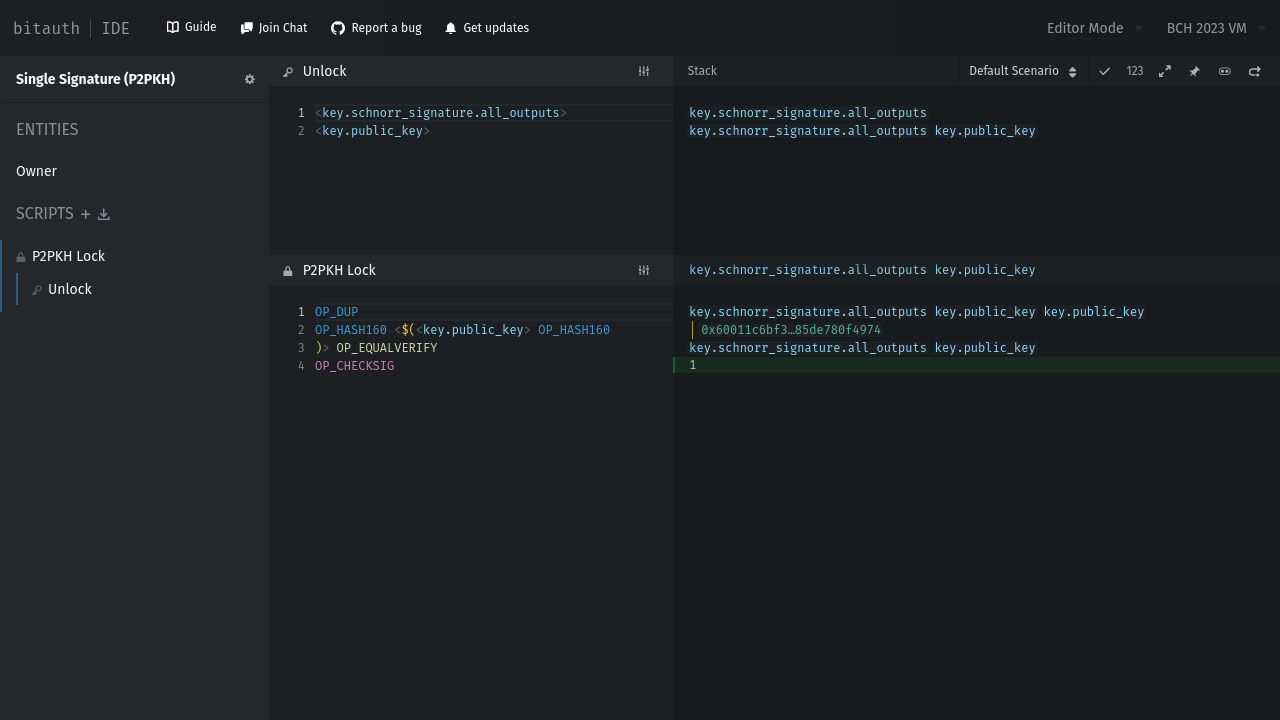 bitauth | IDE
Guide
Join Chat
Report a bug
Get updates
Editor Mode
BCH 2023 VM
Single Signature (P2PKH)
ENTITIES
Owner
SCRIPTS +
P2PKH Lock
Unlock
Unlock
1 <key.schnorr_signature.all_outputs>
2 <key.public_key>
Stack
Default Scenario
123
key.schnorr_signature.all_outputs
key.schnorr_signature.all_outputs key.public_key
P2PKH Lock
1 OP_DUP
2 OP_HASH160 <$(<key.public_key> OP_HASH160
3 )> OP_EQUALVERIFY
4 OP_CHECKSIG
key.schnorr_signature.all_outputs key.public_key
key.schnorr_signature.all_outputs key.public_key key.public_key
0x60011c6bf3…85de780f4974
key.schnorr_signature.all_outputs key.public_key
1